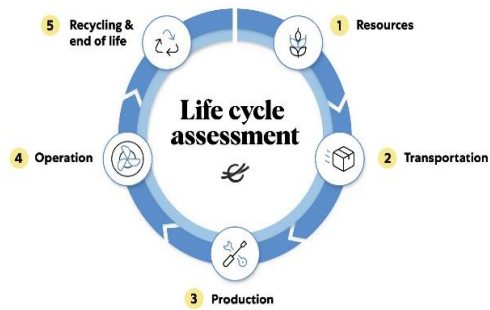 Life cycle
assessment
1 Resources
2 Transportation
3 Production
4 Operation
5 Recycling &
end of life